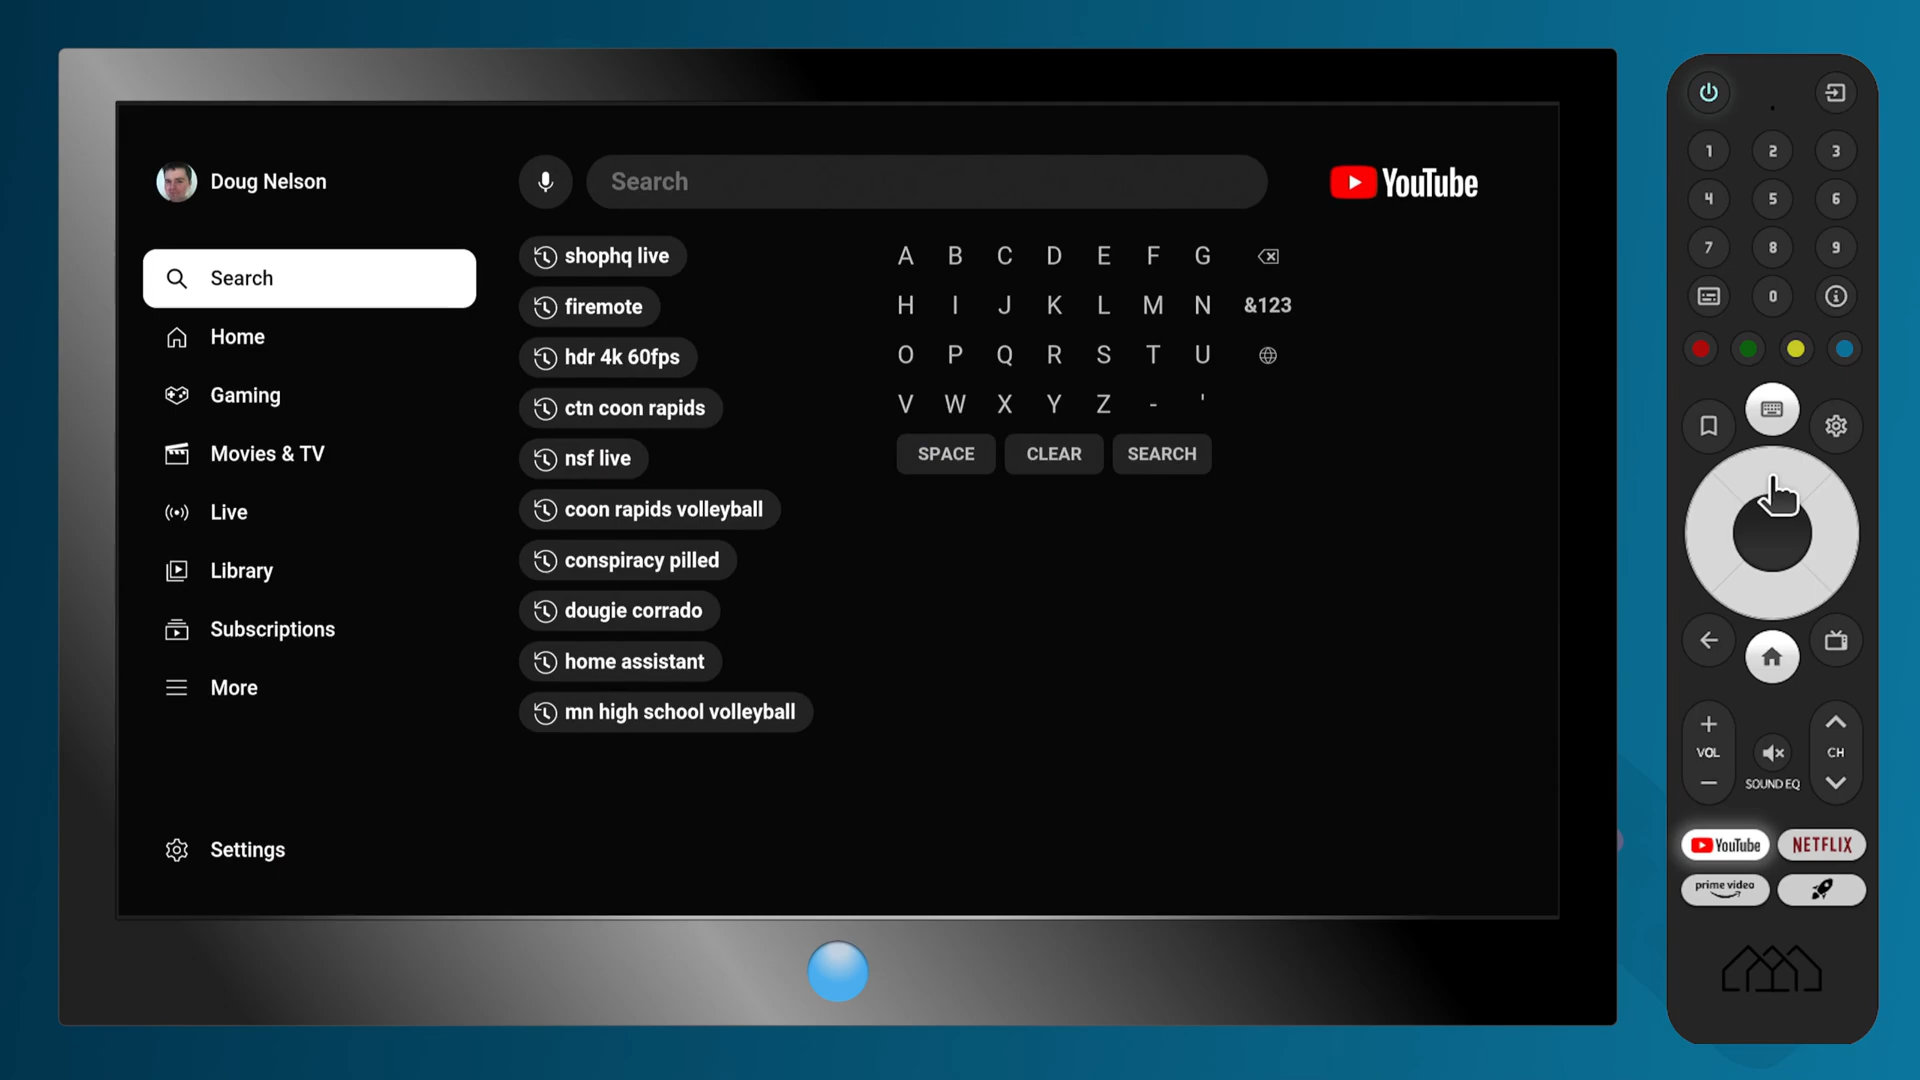 Doug Nelson
Search
Home
Gaming
Movies & TV
Live
Library
Subscriptions
More
Settings
Search
YouTube
shophq live
firemote
hdr 4k 60fps
ctn coon rapids
nsf live
coon rapids volleyball
conspiracy pilled
dougie corrado
home assistant
mn high school volleyball
A B C D E F G
H I J K L M N &123
O P Q R S T U
V W X Y Z - '
SPACE CLEAR SEARCH
1 2 3
4 5 6
7 8 9
0
+
VOL CH
−
SOUND EQ
YouTube NETFLIX
prime video